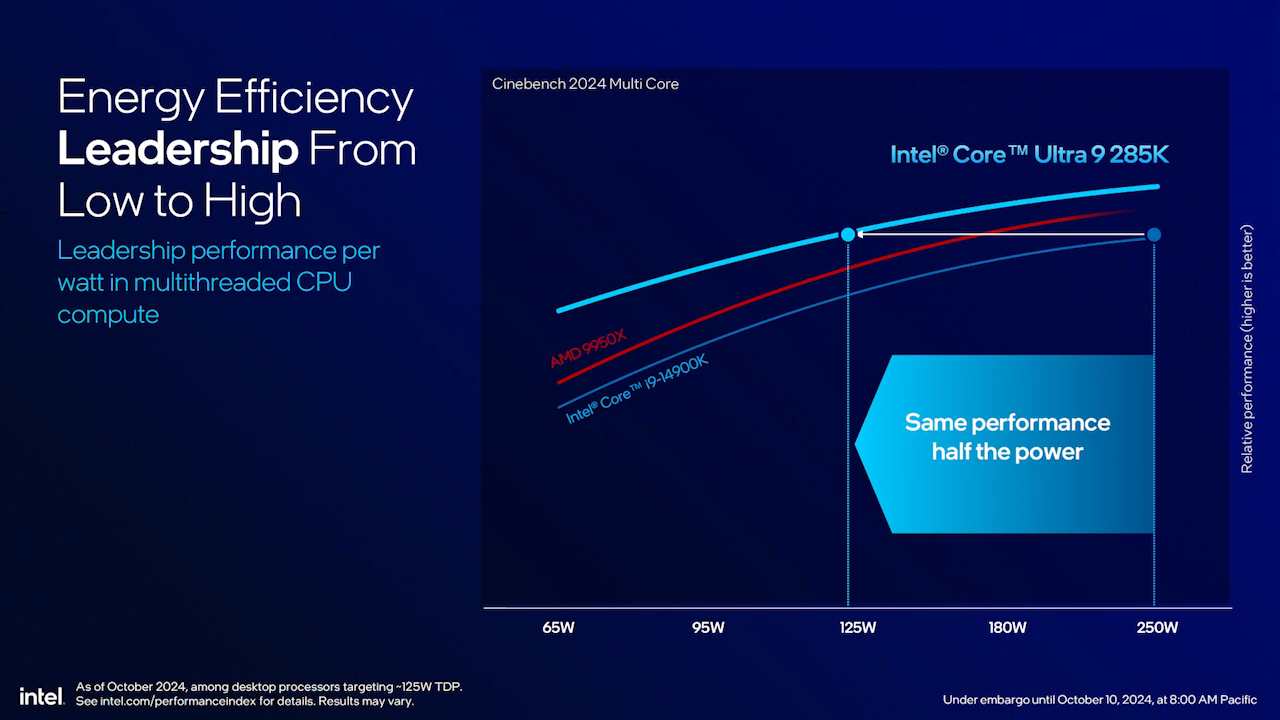 Energy Efficiency
Leadership From
Low to High
Leadership performance per
watt in multithreaded CPU
compute
Cinebench 2024 Multi Core
Intel® Core™ Ultra 9 285K
AMD 9950X
Intel® Core™ i9-14900K
Same performance
half the power
Relative performance (higher is better)
65W
95W
125W
180W
250W
intel.
As of October 2024, among desktop processors targeting ~125W TDP.
See intel.com/performanceindex for details. Results may vary.
Under embargo until October 10, 2024, at 8:00 AM Pacific